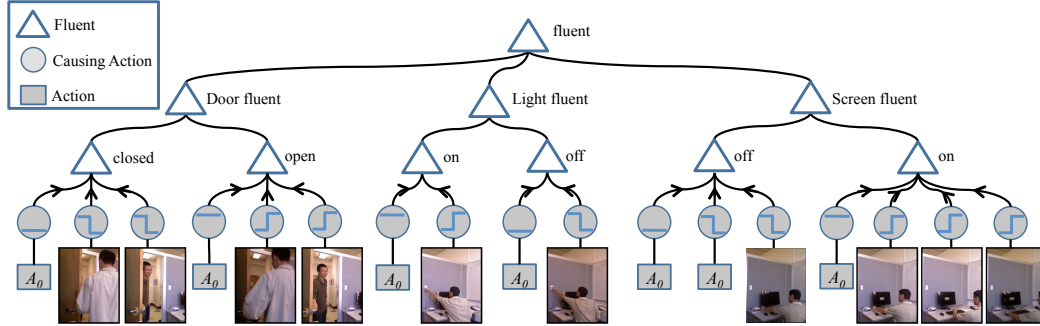 Fluent
Causing Action
Action
fluent
Door fluent
Light fluent
Screen fluent
closed
open
on
off
off
on
A0
A0
A0
A0
A0
A0
A0